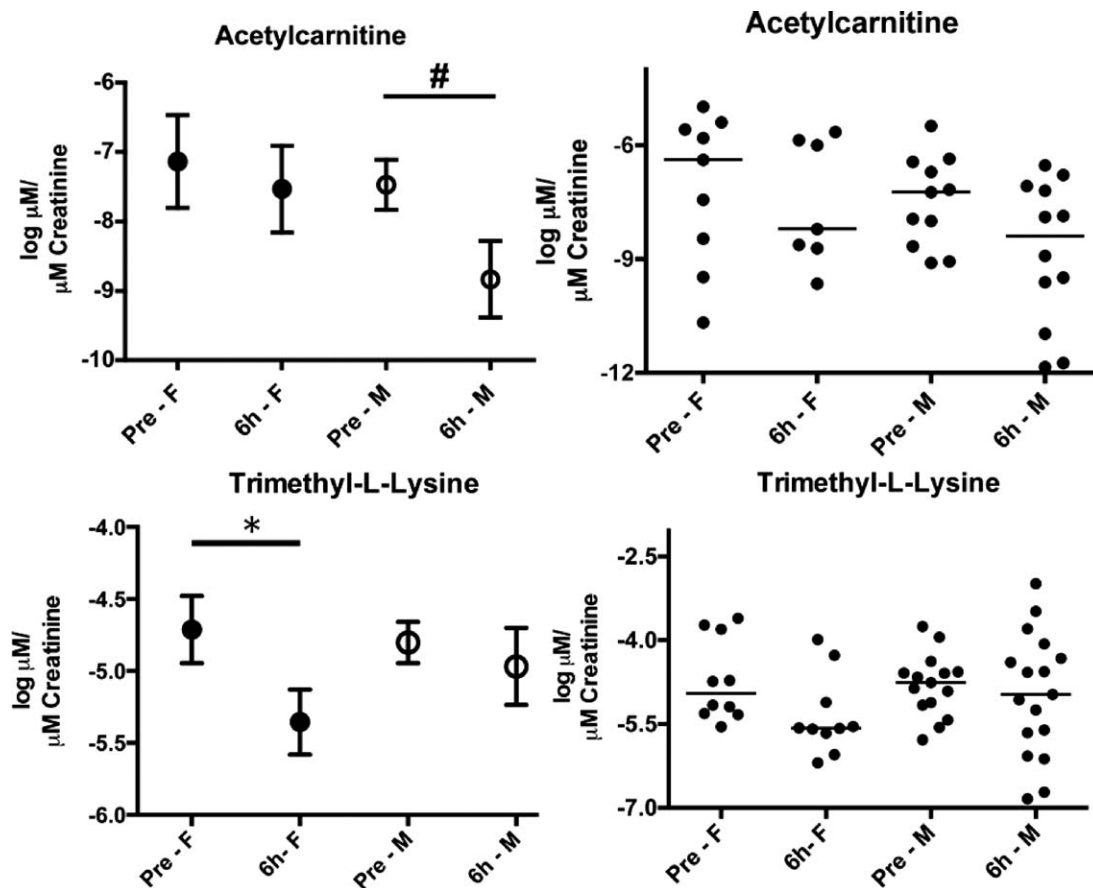 Acetylcarnitine
#
log μM/
μM Creatinine
-6
-7
-8
-9
-10
Pre - F
6h - F
Pre - M
6h - M
Acetylcarnitine
log μM/
μM Creatinine
-6
-9
-12
Pre - F
6h - F
Pre - M
6h - M
Trimethyl-L-Lysine
*
log μM/
μM Creatinine
-4.0
-4.5
-5.0
-5.5
-6.0
Pre - F
6h- F
Pre - M
6h - M
Trimethyl-L-Lysine
log μM/
μM Creatinine
-2.5
-4.0
-5.5
-7.0
Pre - F
6h- F
Pre - M
6h - M